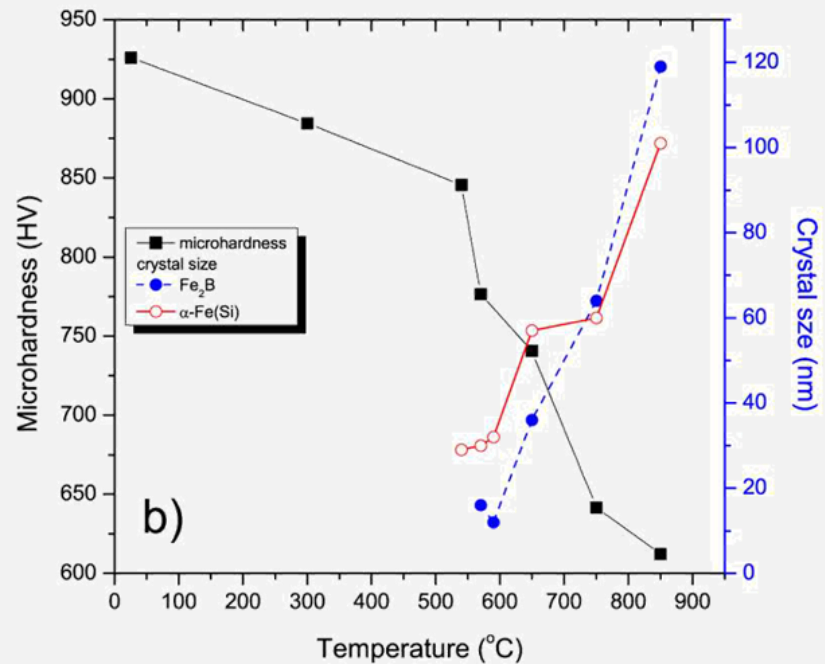 950
900
850
800
750
700
650
600
Microhardness (HV)
microhardness
crystal size
Fe₂B
α-Fe(Si)
b)
120
100
80
60
40
20
0
Crystal sze (nm)
0 100 200 300 400 500 600 700 800 900
Temperature (°C)